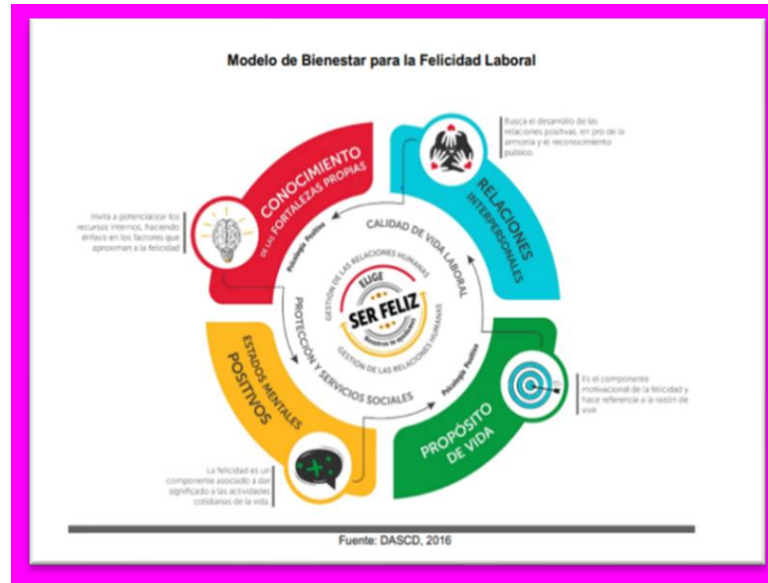 Modelo de Bienestar para la Felicidad Laboral
CONOCIMIENTO
DE LAS FORTALEZAS PROPIAS
Invita a potencializar los
recursos internos, haciendo
énfasis en los factores que
aproximan a la felicidad
Busca el desarrollo de las
relaciones positivas, en pro de la
armonía y el reconocimiento
público.
RELACIONES
INTERPERSONALES
Psicología Positiva
CALIDAD DE VIDA LABORAL
GESTIÓN DE LAS RELACIONES HUMANAS
ELIGE
SER FELIZ
Nosotros te ayudamos
GESTIÓN DE LAS RELACIONES HUMANAS
PROTECCIÓN Y SERVICIOS SOCIALES
Psicología Positiva
ESTADOS MENTALES
POSITIVOS
La felicidad es un
componente asociado a dar
significado a las actividades
cotidianas de la vida.
PROPÓSITO
DE VIDA
Es el componente
motivacional de la felicidad y
hace referencia a la razón de
vivir.
Fuente: DASCD, 2016